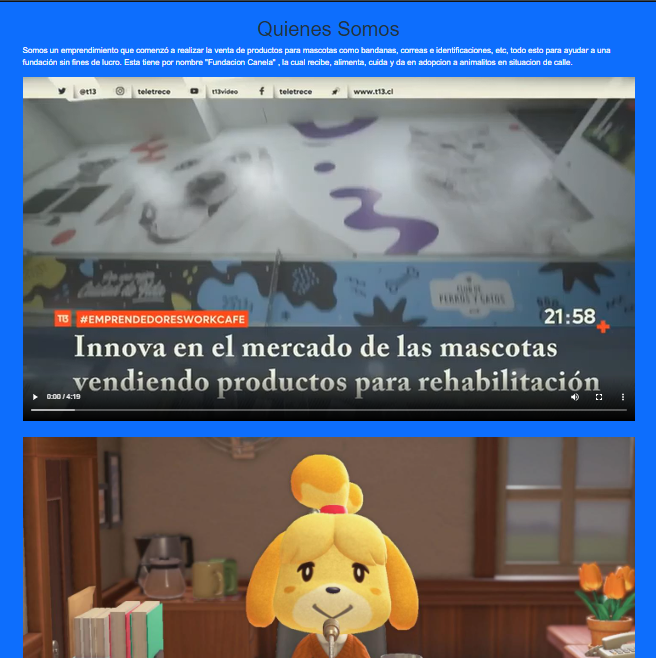 Quienes Somos
Somos un emprendimiento que comenzó a realizar la venta de productos para mascotas como bandanas, correas e identificaciones, etc, todo esto para ayudar a una
fundación sin fines de lucro. Esta tiene por nombre "Fundacion Canela" , la cual recibe, alimenta, cuida y da en adopcion a animalitos en situacion de calle.
@t13 teletrece t13video teletrece www.t13.cl
PERROS Y GATOS
T13 #EMPRENDEDORESWORKCAFE
21:58
Innova en el mercado de las mascotas
vendiendo productos para rehabilitación
0:00 / 4:19